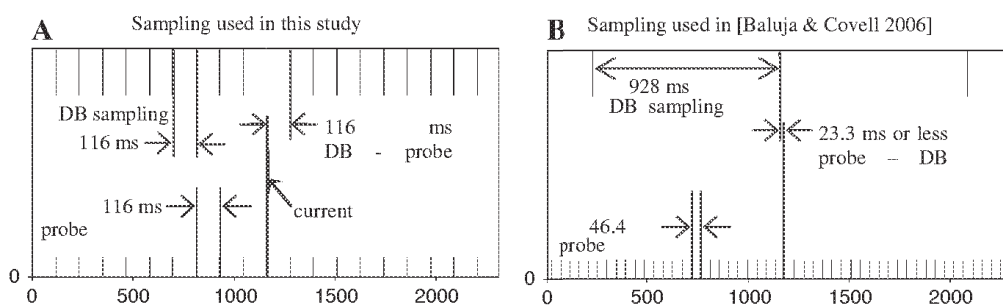 A Sampling used in this study
DB sampling
116 ms
116 ms
DB - probe
116 ms
probe
current
0
0 500 1000 1500 2000
B Sampling used in [Baluja & Covell 2006]
928 ms
DB sampling
23.3 ms or less
probe – DB
46.4
probe
0
0 500 1000 1500 2000